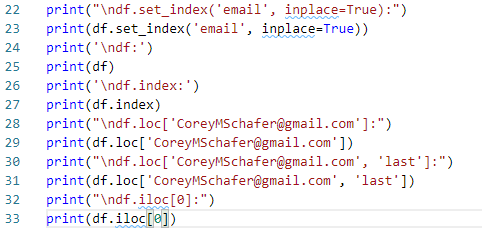 22 print("\ndf.set_index('email', inplace=True):")
23 print(df.set_index('email', inplace=True))
24 print('\ndf:')
25 print(df)
26 print('\ndf.index:')
27 print(df.index)
28 print("\ndf.loc['CoreyMSchafer@gmail.com']:")
29 print(df.loc['CoreyMSchafer@gmail.com'])
30 print("\ndf.loc['CoreyMSchafer@gmail.com', 'last']:")
31 print(df.loc['CoreyMSchafer@gmail.com', 'last'])
32 print("\ndf.iloc[0]:")
33 print(df.iloc[0])